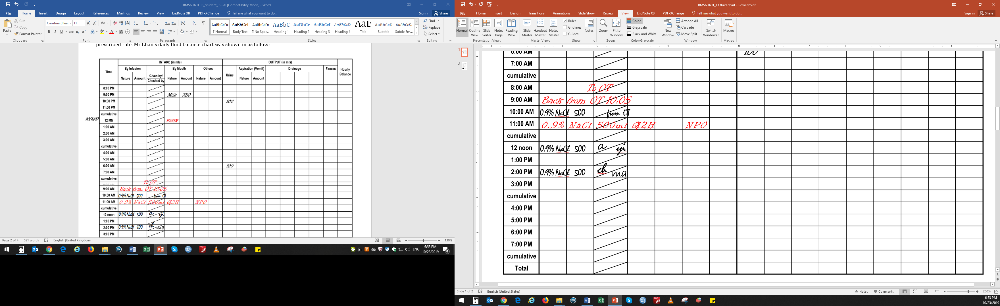 BMSN1601 T3_Student_19-20 [Compatibility Mode] - Word
File Home Insert Design Layout References Mailings Review View EndNote X8 PDF-XChange Tell me what you want to do... Sign in Share
Paste Cut Copy Format Painter
Cambria (Hea 11
AaBbCcDc AaBbCcI AaBbCcDc AaBbC AaBbCc AaBbCcI AaBbCcD AaB AaBbCcD AaBbCcDc
¶ Normal Body Text ¶ No Spac... Heading 1 Heading 2 Heading 3 Heading 4 Title Subtitle Subtle Em...
Find Replace Select
Clipboard Font Paragraph Styles Editing
prescribed rate. Mr Chan's daily fluid balance chart was shown in as follow:
INTAKE (in mls) OUTPUT (in mls)
Time By Infusion By Mouth Others Urine Aspiration (Vomit) Drainage Faeces Hourly Balance
Nature Amount Given by/ Cheched by Nature Amount Nature Amount Nature Amount
8:00 PM
9:00 PM Milk 250
10:00 PM 100
11:00 PM
cumulative
28/10/19
12 MN FAMN
1:00 AM
2:00 AM
3:00 AM
cumulative
4:00 AM
5:00 AM
6:00 AM 100
7:00 AM
cumulative
To OT
9:00 AM Back from OT 10:05
10:00 AM 0.9% NaCl 500 from OT
11:00 AM 0.9% NaCl 500ml Q12H NPO
cumulative
12 noon 0.9% NaCl 500 a yi
1:00 PM
2:00 PM 0.9% NaCl 500 ch ma
3:00 PM
Page 2 of 4 521 words English (United Kingdom) 130%
ENG 6:53 PM
10/23/2019 4
BMSN1601_T3 fluid chart - PowerPoint
File Home Insert Design Transitions Animations Slide Show Review View EndNote X8 PDF-XChange Tell me what you want to do... Sign in Share
Normal Outline View Slide Sorter Notes Page Reading View Slide Master Handout Master Notes Master Ruler Gridlines Guides Notes Zoom Fit to Window Color Grayscale Black and White New Window Arrange All Cascade Move Split Switch Windows Macros
Presentation Views Master Views Show Zoom Color/Grayscale Window Macros
3 2 1 0 1 2 3
1
2
6:00 AM 100
7:00 AM
cumulative
8:00 AM To OT
9:00 AM Back from OT 10:05
10:00 AM 0.9% NaCl 500 from OT
11:00 AM 0.9% NaCl 500ml Q12H NPO
cumulative
12 noon 0.9% NaCl 500 a yi
1:00 PM
2:00 PM 0.9% NaCl 500 ch ma
3:00 PM
cumulative
4:00 PM
5:00 PM
6:00 PM
7:00 PM
cumulative
Total
Slide 1 of 2 English (United States) Notes Comments 260%
6:53 PM
10/23/2019